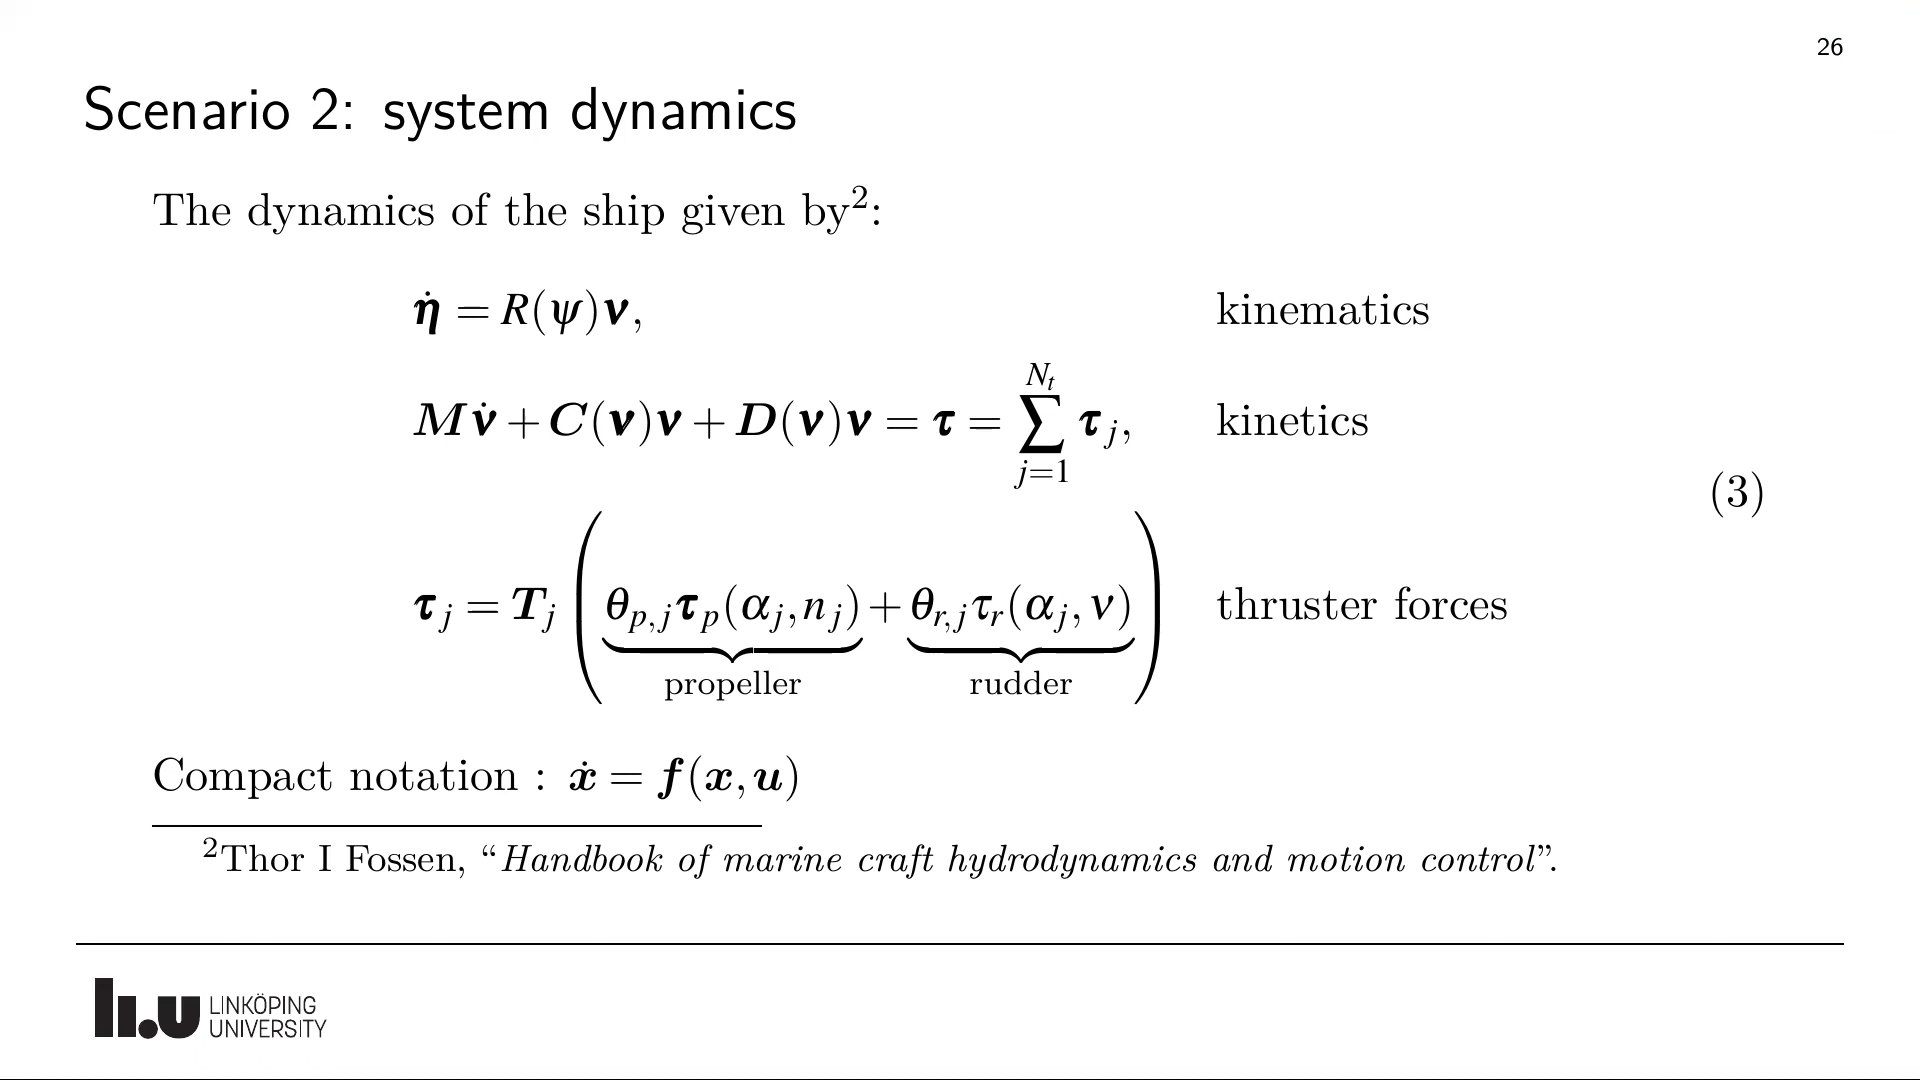 26
Scenario 2: system dynamics
The dynamics of the ship given by²:
η̇ = R(ψ)ν, kinematics
Mν̇ + C(ν)ν + D(ν)ν = τ = ∑_{j=1}^{N_t} τ_j, kinetics
(3)
τ_j = T_j ( θ_{p,j}τ_p(α_j, n_j) + θ_{r,j}τ_r(α_j, ν) ) thruster forces
propeller rudder
Compact notation : ẋ = f(x, u)
²Thor I Fossen, “Handbook of marine craft hydrodynamics and motion control”.
li.u LINKÖPING
UNIVERSITY